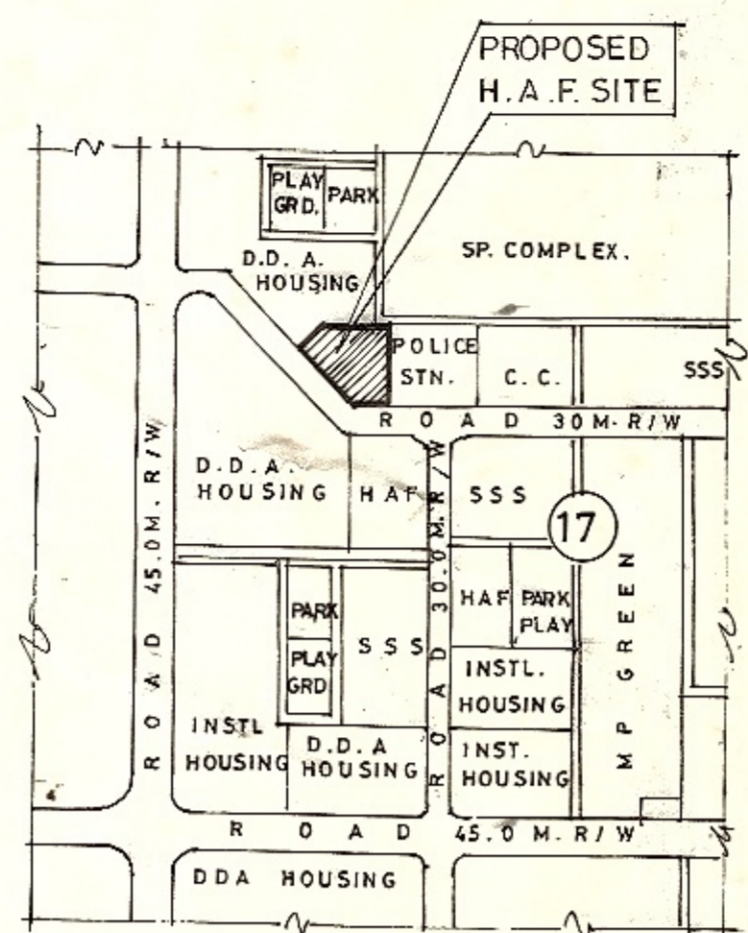 PROPOSED
H.A.F. SITE
PLAY
GRD.
PARK
D.D.A.
HOUSING
SP. COMPLEX.
POLICE
STN.
C.C.
SSS
ROAD 30M-R/W
D.D.A.
HOUSING
HAF
SSS
17
ROAD 45.0M.R/W
ROAD 30.0M.R/W
PARK
PLAY
GRD
SSS
HAF
PARK
PLAY
MP GREEN
INSTL.
HOUSING
INSTL
HOUSING
D.D.A
HOUSING
INST.
HOUSING
ROAD 45.0 M.R/W
DDA HOUSING